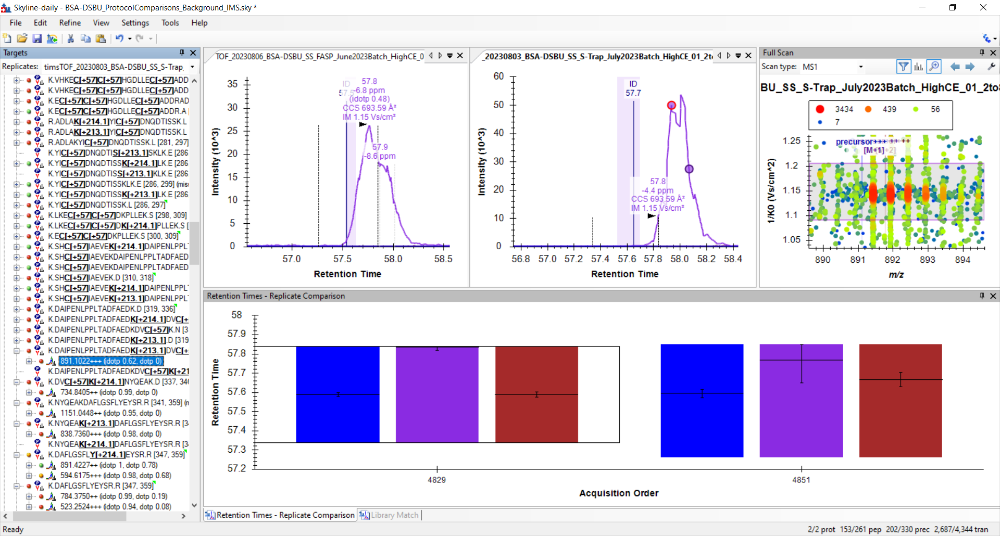 Skyline-daily - BSA-DSBU_ProtocolComparisons_Background_IMS.sky *
File Edit Refine View Settings Tools Help
Targets
Replicates: timsTOF_20230803_BSA-DSBU_SS_S-Trap_
K.VHKEC[+57]C[+57]HGDLLEC[+57]ADD
K.VHKEC[+57]C[+57]HGDLLEC[+57]ADD
K.EC[+57]C[+57]HGDLLEC[+57]ADDRAD
K.EC[+57]C[+57]HGDLLEC[+57]ADDR.A [
R.ADLAK[+214.1]YIC[+57]DNQDTISSK.L
R.ADLAK[+213.1]YIC[+57]DNQDTISSK.L
R.ADLAKYIC[+57]DNQDTISSK.L [281, 297]
K.YIC[+57]DNQDTIS[+213.1]SKLK.E [286
K.YIC[+57]DNQDTISSK[+214.1]LK.E [286
K.YIC[+57]DNQDTISS[+213.1]KLK.E [286
K.YIC[+57]DNQDTISSKLK.E [286, 299] (mis
K.YIC[+57]DNQDTISSK[+213.1]LK.E [286
K.YIC[+57]DNQDTISSK.L [286, 297]
K.LKEC[+57]C[+57]DKPLLEK.S [298, 309]
K.LKEC[+57]C[+57]DK[+214.1]PLLEK.S [
K.EC[+57]C[+57]DKPLLEK.S [300, 309]
K.SHC[+57]IAEVEK[+214.1]DAIPENLPPL
K.SHC[+57]IAEVEKDAIPENLPPLTADFAED
K.SHC[+57]IAEVEKDAIPENLPPLTADFAED
K.SHC[+57]IAEVEK.D [310, 318]
K.SHC[+57]IAEVEK[+214.1]DAIPENLPPL
K.SHC[+57]IAEVEK[+213.1]DAIPENLPPL
K.DAIPENLPPLTADFAEDK.D [319, 336]
K.DAIPENLPPLTADFAEDK[+214.1]DVC[+
K.DAIPENLPPLTADFAEDKDVC[+57]K.N [3
K.DAIPENLPPLTADFAEDK[+213.1].D [319
K.DAIPENLPPLTADFAEDK[+213.1]DVC[+
891.1022+++ (idotp 0.62, dotp 0)
K.DAIPENLPPLTADFAEDKDVC[+57]K[+21
K.DVC[+57]K[+214.1]NYQEAK.D [337, 34
734.8405++ (idotp 0.99, dotp 0)
K.NYQEAKDAFLGSFLYEYSR.R [341, 359] (m
1151.0448++ (idotp 0.95, dotp 0)
K.NYQEAK[+213.1]DAFLGSFLYEYSR.R [3
838.7360+++ (idotp 0.98, dotp 0)
K.NYQEAK[+214.1]DAFLGSFLYEYSR.R [3
K.DAFLGSFLY[+214.1]EYSR.R [347, 359]
891.4227++ (idotp 1, dotp 0.78)
594.6175+++ (idotp 0.98, dotp 0.68)
K.DAFLGSFLYEYSR.R [347, 359]
784.3750++ (idotp 0.99, dotp 0.19)
523.2524+++ (idotp 0.94, dotp 0.08)
TOF_20230806_BSA-DSBU_SS_FASP_June2023Batch_HighCE_0
35
30
25
20
15
10
5
0
Intensity (10^3)
ID
57.8
-6.8 ppm
(idotp 0.48)
CCS 693.59 Å²
IM 1.15 Vs/cm²
57.9
-8.6 ppm
57.0 57.5 58.0 58.5
Retention Time
_20230803_BSA-DSBU_SS_S-Trap_July2023Batch_HighCE_01_2t
60
50
40
30
20
10
0
Intensity (10^3)
ID
57.7
57.8
-4.4 ppm
CCS 693.59 Å²
IM 1.15 Vs/cm²
56.8 57.0 57.2 57.4 57.6 57.8 58.0 58.2 58.4
Retention Time
Full Scan
Scan type: MS1
BU_SS_S-Trap_July2023Batch_HighCE_01_2to
3434 439 56
7
precursor+++ ++ ++
[M+1] +2]
1.25
1.2
1.15
1.1
1.05
1/K0 (Vs/cm^2)
890 891 892 893 894
m/z
Retention Times - Replicate Comparison
58
57.9
57.8
57.7
57.6
57.5
57.4
57.3
57.2
Retention Time
4829 4851
Acquisition Order
Retention Times - Replicate Comparison Library Match
Ready
2/2 prot 153/261 pep 202/330 prec 2,687/4,344 tran